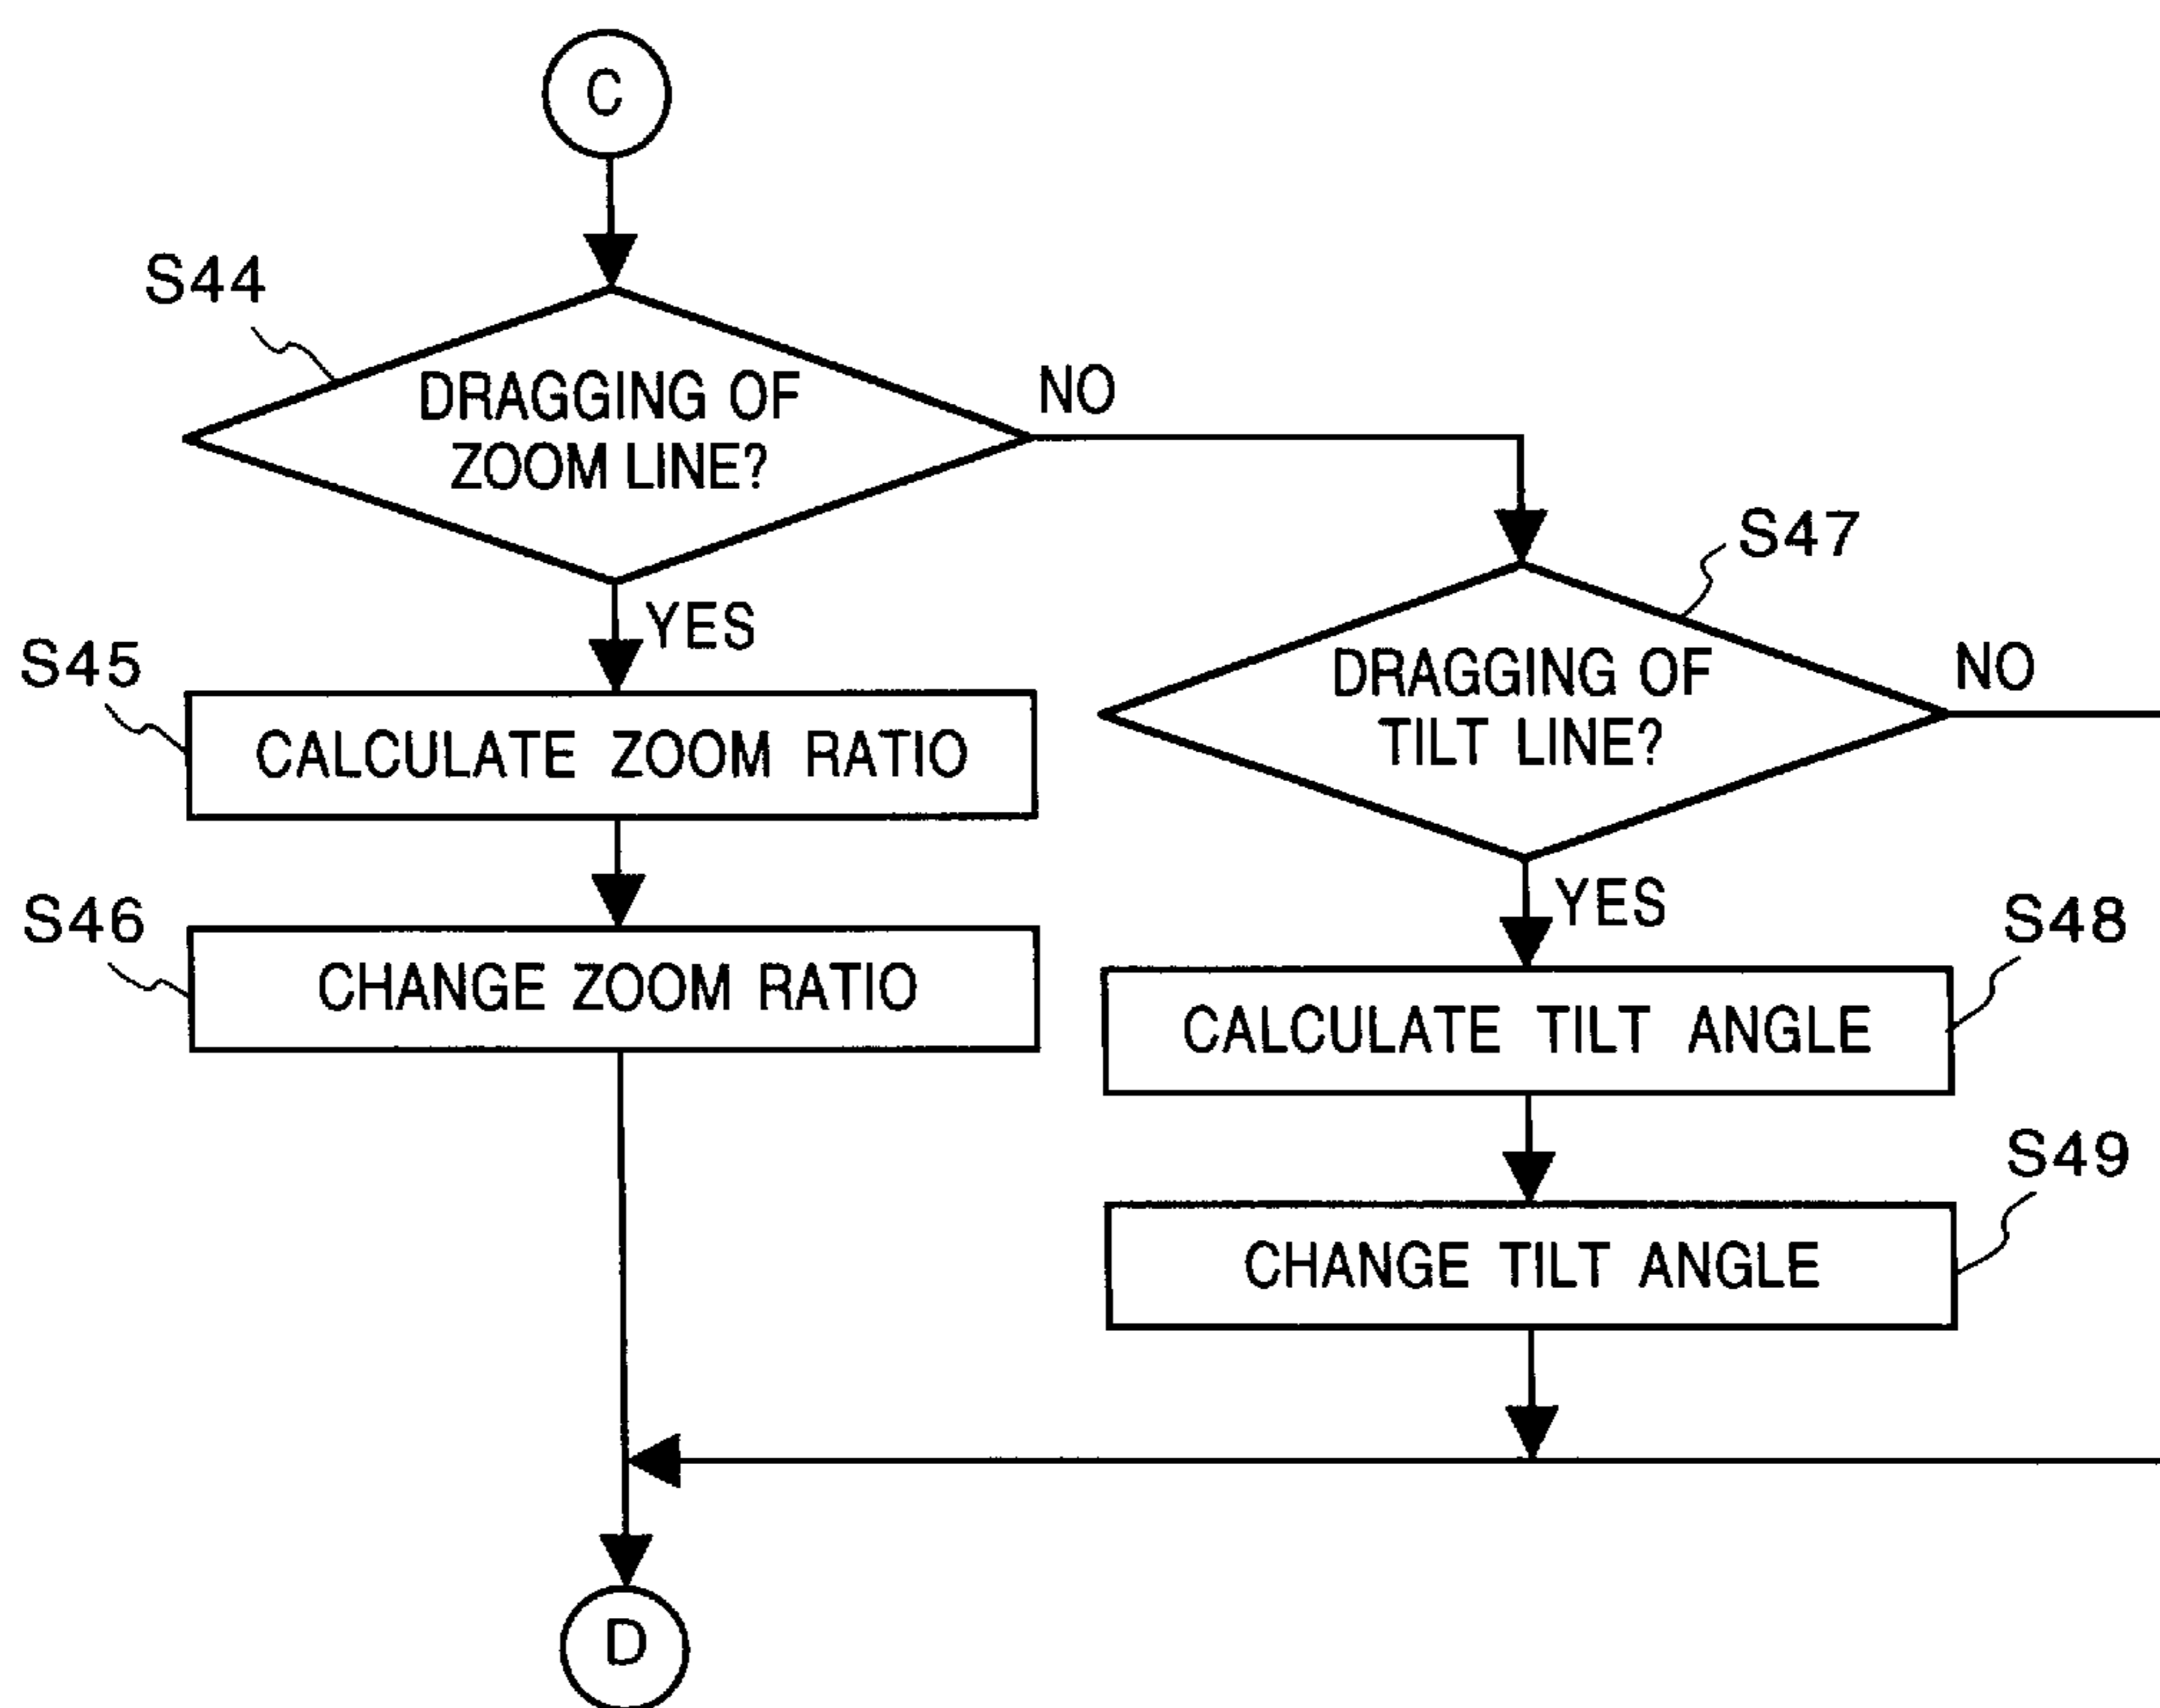 C
S44
DRAGGING OF
ZOOM LINE?
NO
YES
S45
CALCULATE ZOOM RATIO
S46
CHANGE ZOOM RATIO
S47
DRAGGING OF
TILT LINE?
NO
YES
S48
CALCULATE TILT ANGLE
S49
CHANGE TILT ANGLE
D